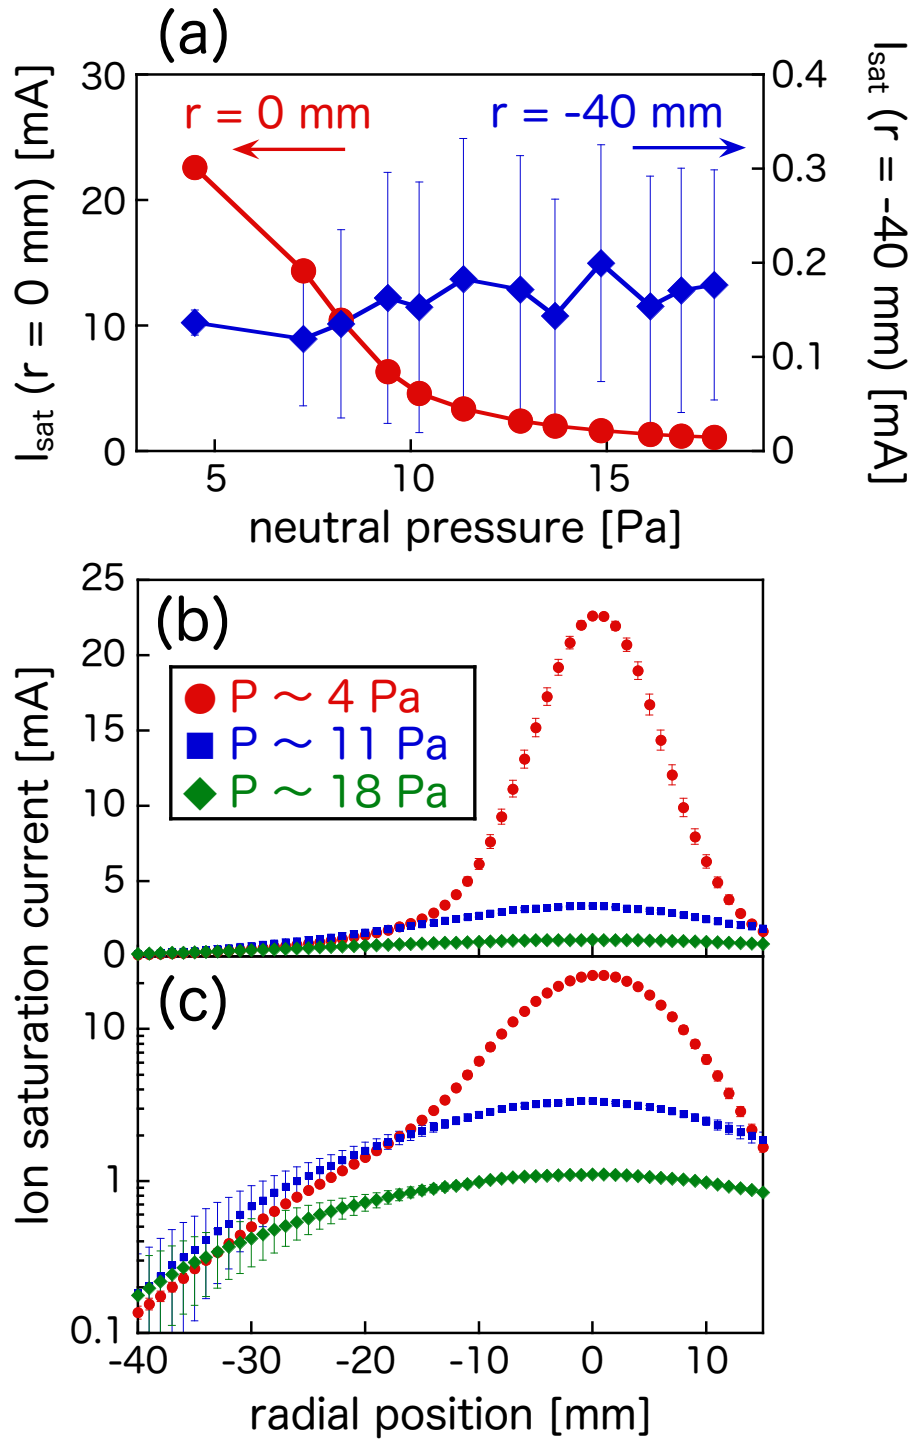 (a)
I_sat (r = 0 mm) [mA]
30
20
10
0
r = 0 mm
r = -40 mm
0.4
0.3
0.2
0.1
0
I_sat (r = -40 mm) [mA]
5 10 15
neutral pressure [Pa]
(b)
25
20
15
10
5
0
P ～ 4 Pa
P ～ 11 Pa
P ～ 18 Pa
Ion saturation current [mA]
(c)
10
1
0.1
-40 -30 -20 -10 0 10
radial position [mm]